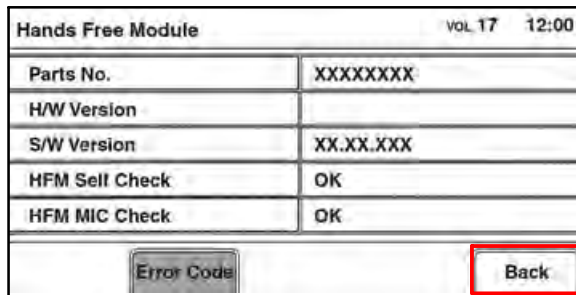 Hands Free Module VOL 17 12:00
Parts No. XXXXXXXX
H/W Version
S/W Version XX.XX.XXX
HFM Self Check OK
HFM MIC Check OK
Error Code Back